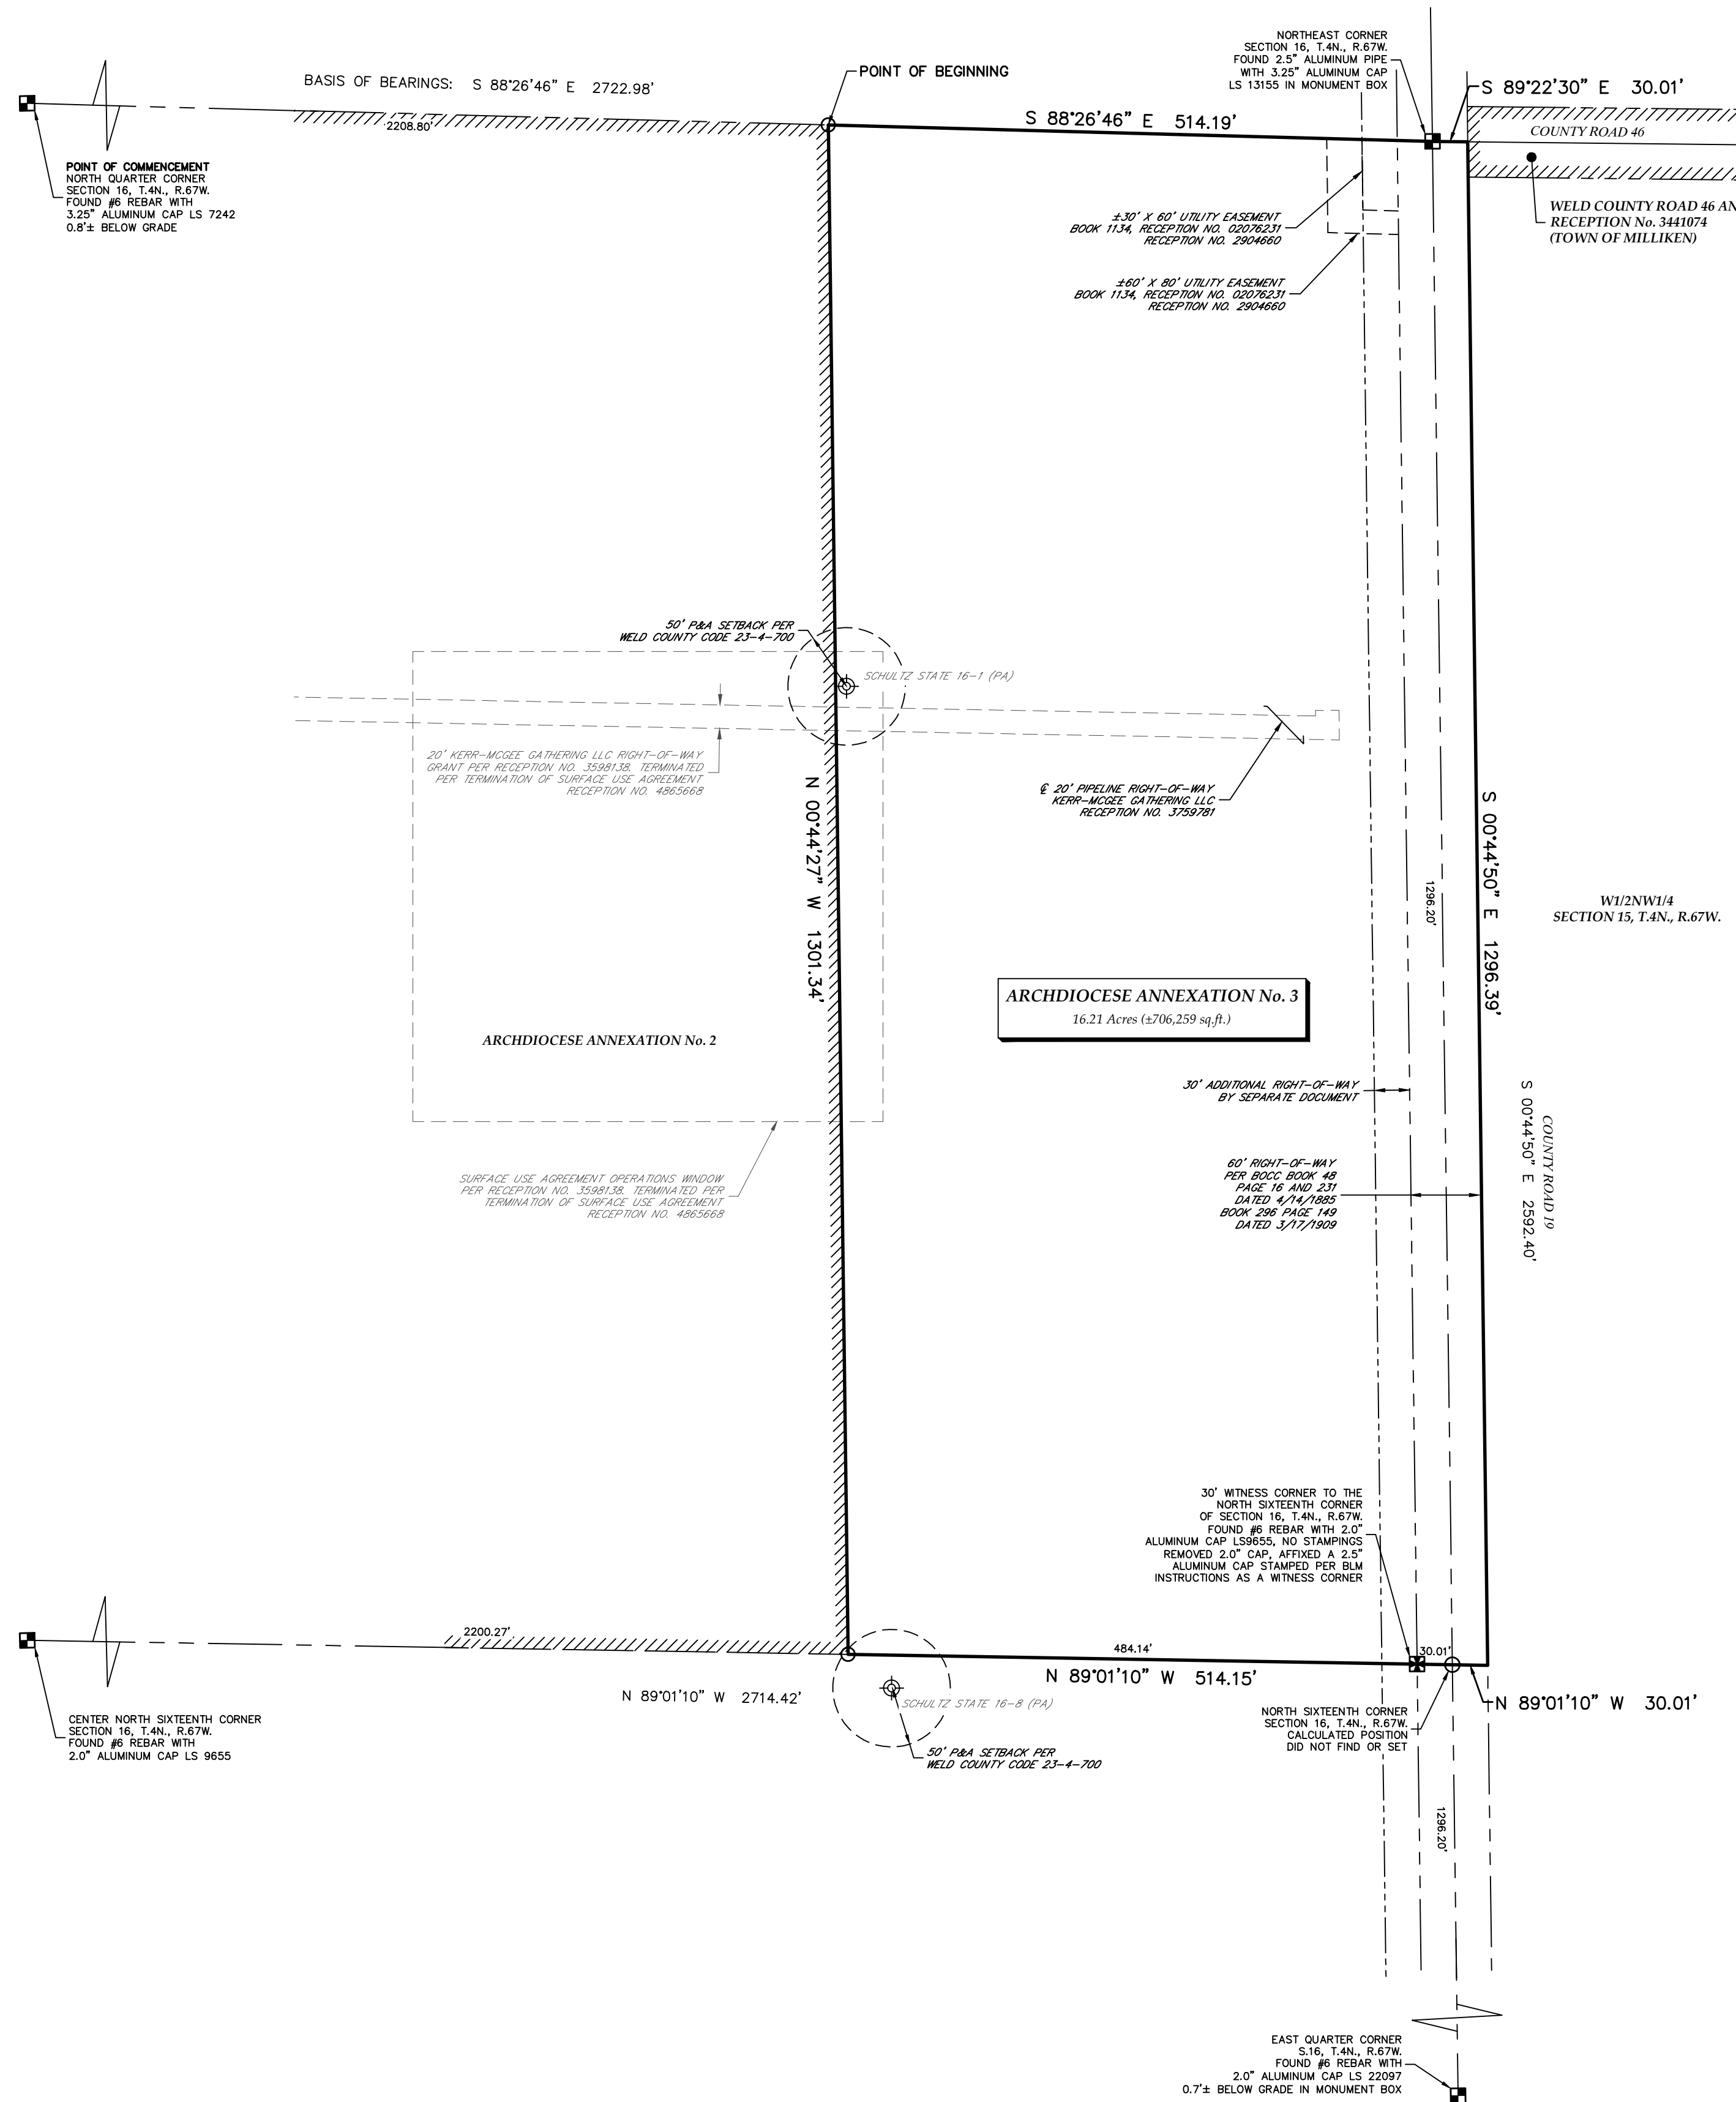 BASIS OF BEARINGS: S 88°26'46" E 2722.98'
2208.80'
POINT OF BEGINNING
NORTHEAST CORNER
SECTION 16, T.4N., R.67W.
FOUND 2.5" ALUMINUM PIPE
WITH 3.25" ALUMINUM CAP
LS 13155 IN MONUMENT BOX
S 89°22'30" E 30.01'
S 88°26'46" E 514.19'
COUNTY ROAD 46
POINT OF COMMENCEMENT
NORTH QUARTER CORNER
SECTION 16, T.4N., R.67W.
FOUND #6 REBAR WITH
3.25" ALUMINUM CAP LS 7242
0.8'± BELOW GRADE
WELD COUNTY ROAD 46 AN
RECEPTION No. 3441074
(TOWN OF MILLIKEN)
±30' X 60' UTILITY EASEMENT
BOOK 1134, RECEPTION NO. 02076231
RECEPTION NO. 2904660
±60' X 80' UTILITY EASEMENT
BOOK 1134, RECEPTION NO. 02076231
RECEPTION NO. 2904660
50' P&A SETBACK PER
WELD COUNTY CODE 23-4-700
SCHULTZ STATE 16-1 (PA)
20' KERR-MCGEE GATHERING LLC RIGHT-OF-WAY
GRANT PER RECEPTION NO. 3598138. TERMINATED
PER TERMINATION OF SURFACE USE AGREEMENT
RECEPTION NO. 4865668
℄ 20' PIPELINE RIGHT-OF-WAY
KERR-MCGEE GATHERING LLC
RECEPTION NO. 3759781
N 00°44'27" W 1301.34'
S 00°44'50" E 1296.39'
1296.20'
W1/2NW1/4
SECTION 15, T.4N., R.67W.
ARCHDIOCESE ANNEXATION No. 3
16.21 Acres (±706,259 sq.ft.)
ARCHDIOCESE ANNEXATION No. 2
30' ADDITIONAL RIGHT-OF-WAY
BY SEPARATE DOCUMENT
COUNTY ROAD 19
S 00°44'50" E 2592.40'
60' RIGHT-OF-WAY
PER BOCC BOOK 48
PAGE 16 AND 231
DATED 4/14/1885
BOOK 296 PAGE 149
DATED 3/17/1909
SURFACE USE AGREEMENT OPERATIONS WINDOW
PER RECEPTION NO. 3598138. TERMINATED PER
TERMINATION OF SURFACE USE AGREEMENT
RECEPTION NO. 4865668
30' WITNESS CORNER TO THE
NORTH SIXTEENTH CORNER
OF SECTION 16, T.4N., R.67W.
FOUND #6 REBAR WITH 2.0"
ALUMINUM CAP LS9655, NO STAMPINGS
REMOVED 2.0" CAP, AFFIXED A 2.5"
ALUMINUM CAP STAMPED PER BLM
INSTRUCTIONS AS A WITNESS CORNER
2200.27'
484.14'
30.01'
N 89°01'10" W 514.15'
N 89°01'10" W 2714.42'
N 89°01'10" W 30.01'
SCHULTZ STATE 16-8 (PA)
CENTER NORTH SIXTEENTH CORNER
SECTION 16, T.4N., R.67W.
FOUND #6 REBAR WITH
2.0" ALUMINUM CAP LS 9655
NORTH SIXTEENTH CORNER
SECTION 16, T.4N., R.67W.
CALCULATED POSITION
DID NOT FIND OR SET
50' P&A SETBACK PER
WELD COUNTY CODE 23-4-700
1296.20'
EAST QUARTER CORNER
S.16, T.4N., R.67W.
FOUND #6 REBAR WITH
2.0" ALUMINUM CAP LS 22097
0.7'± BELOW GRADE IN MONUMENT BOX